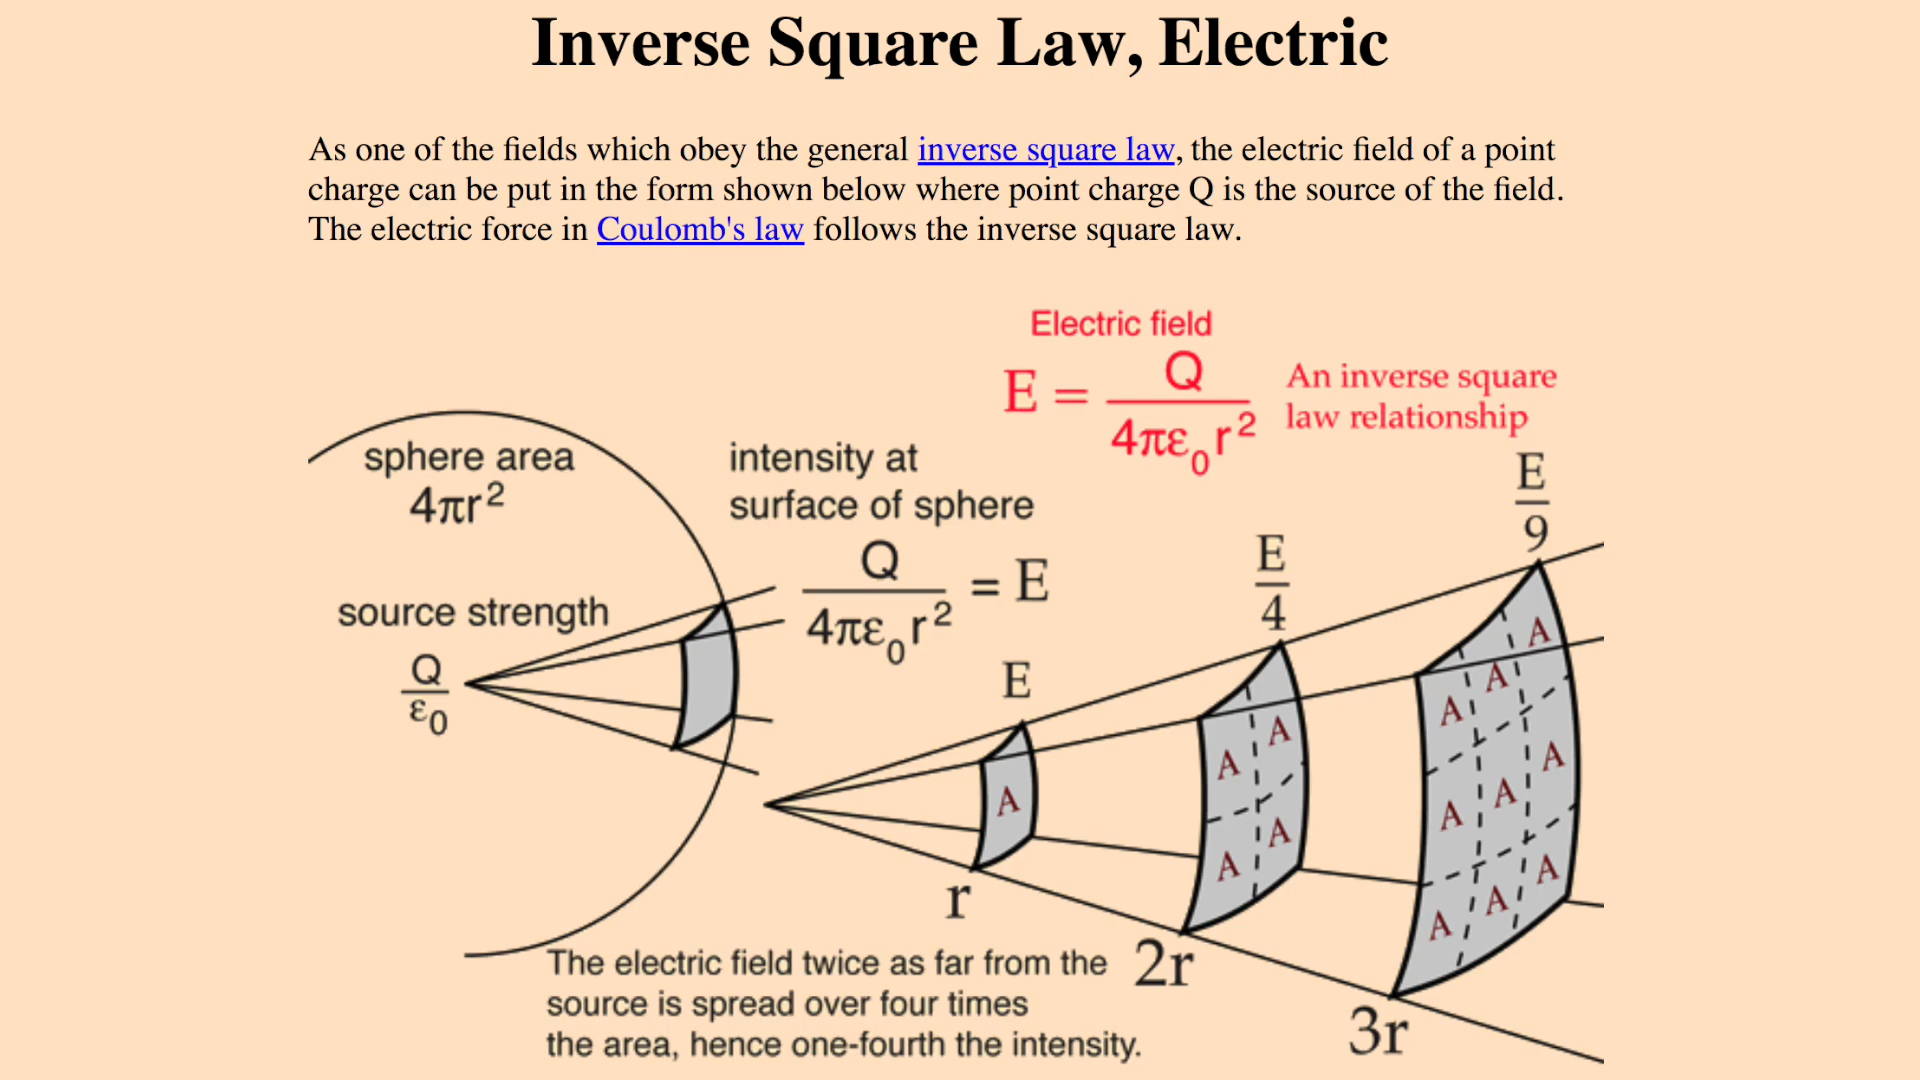 Inverse Square Law, Electric
As one of the fields which obey the general inverse square law, the electric field of a point
charge can be put in the form shown below where point charge Q is the source of the field.
The electric force in Coulomb's law follows the inverse square law.
Electric field
E = Q / 4πε₀r²
An inverse square
law relationship
sphere area
4πr²
intensity at
surface of sphere
Q / 4πε₀r² = E
source strength
Q / ε₀
E
E / 4
E / 9
A
A A
A A
A A A
A A A
A A A
r
2r
3r
The electric field twice as far from the
source is spread over four times
the area, hence one-fourth the intensity.